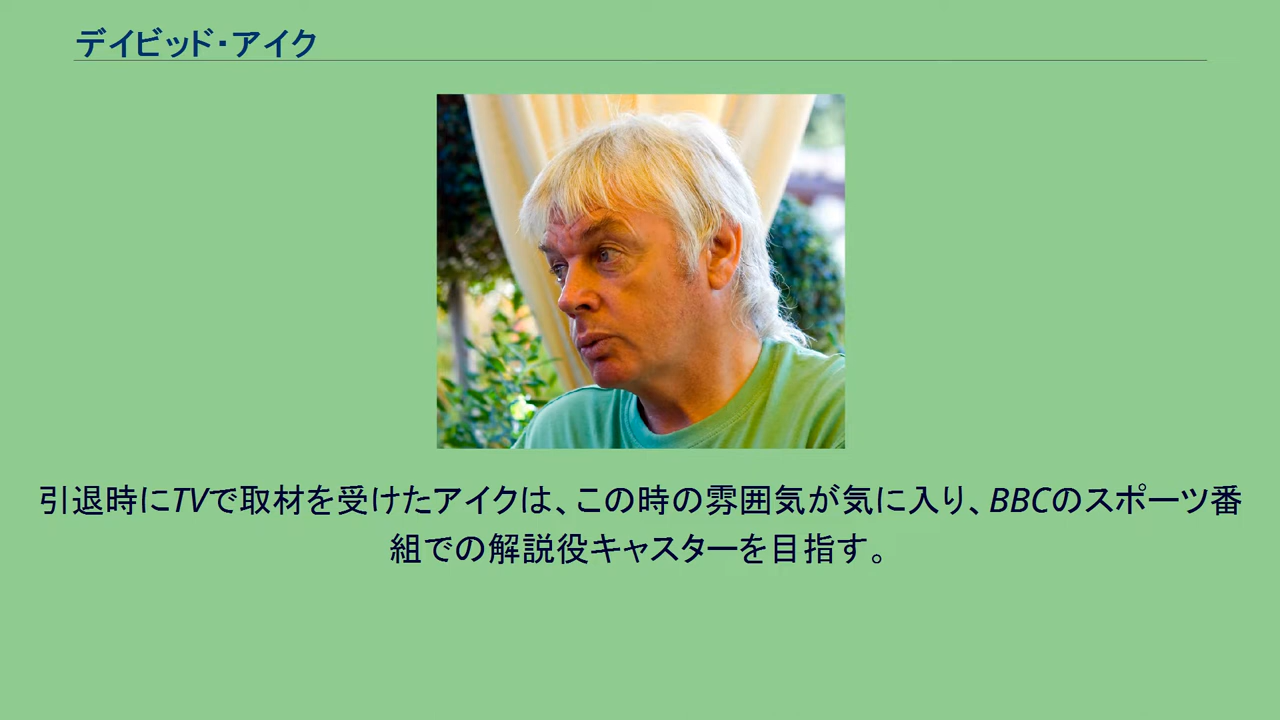 デイビッド・アイク
引退時にTVで取材を受けたアイクは、この時の雰囲気が気に入り、BBCのスポーツ番
組での解説役キャスターを目指す。